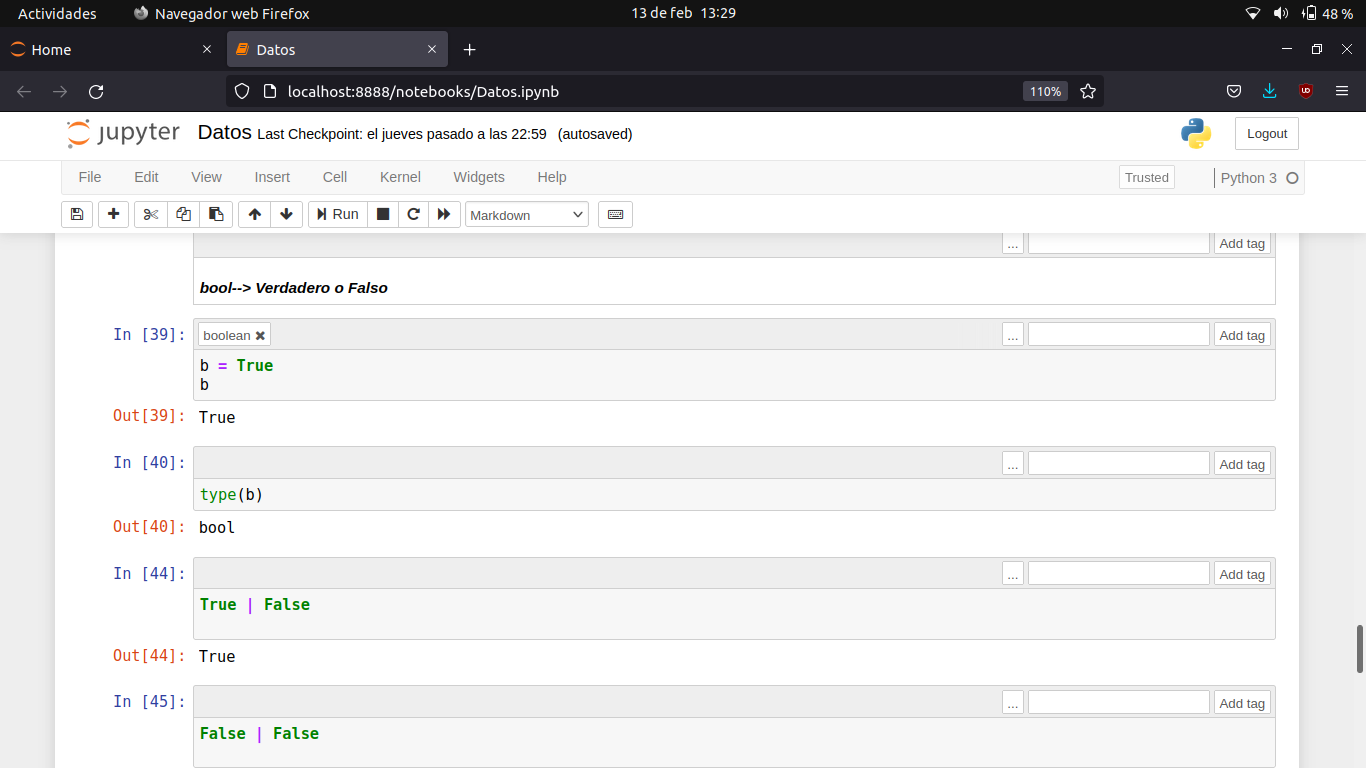 Actividades Navegador web Firefox 13 de feb 13:29 48 %
Home Datos
localhost:8888/notebooks/Datos.ipynb 110%
jupyter Datos Last Checkpoint: el jueves pasado a las 22:59 (autosaved) Logout
File Edit View Insert Cell Kernel Widgets Help Trusted Python 3
Run Markdown
... Add tag
bool--> Verdadero o Falso
In [39]: boolean ... Add tag
b = True
b
Out[39]: True
In [40]: ... Add tag
type(b)
Out[40]: bool
In [44]: ... Add tag
True | False
Out[44]: True
In [45]: ... Add tag
False | False